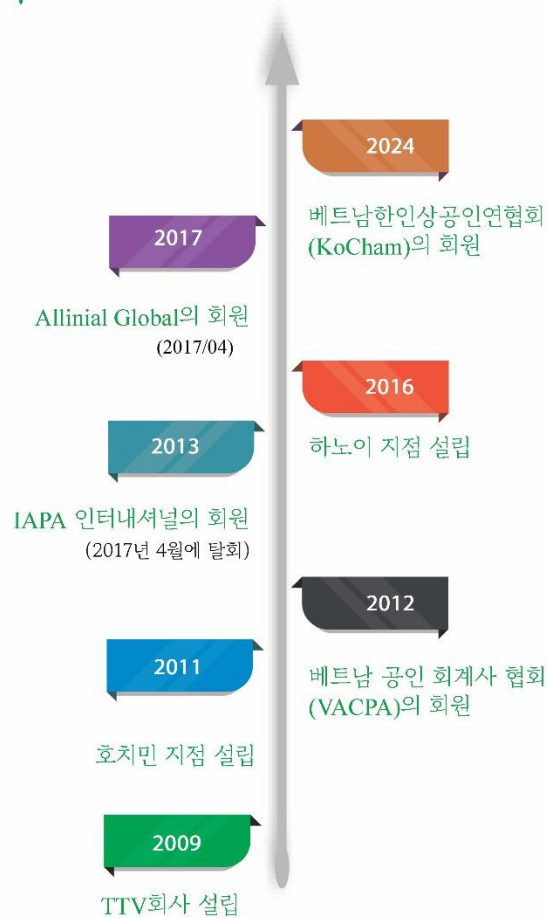 2024
베트남한인상공인연협회
(KoCham)의 회원
2017
Allinial Global의 회원
(2017/04)
2016
하노이 지점 설립
2013
IAPA 인터내셔널의 회원
(2017년 4월에 탈회)
2012
베트남 공인 회계사 협회
(VACPA)의 회원
2011
호치민 지점 설립
2009
TTV회사 설립